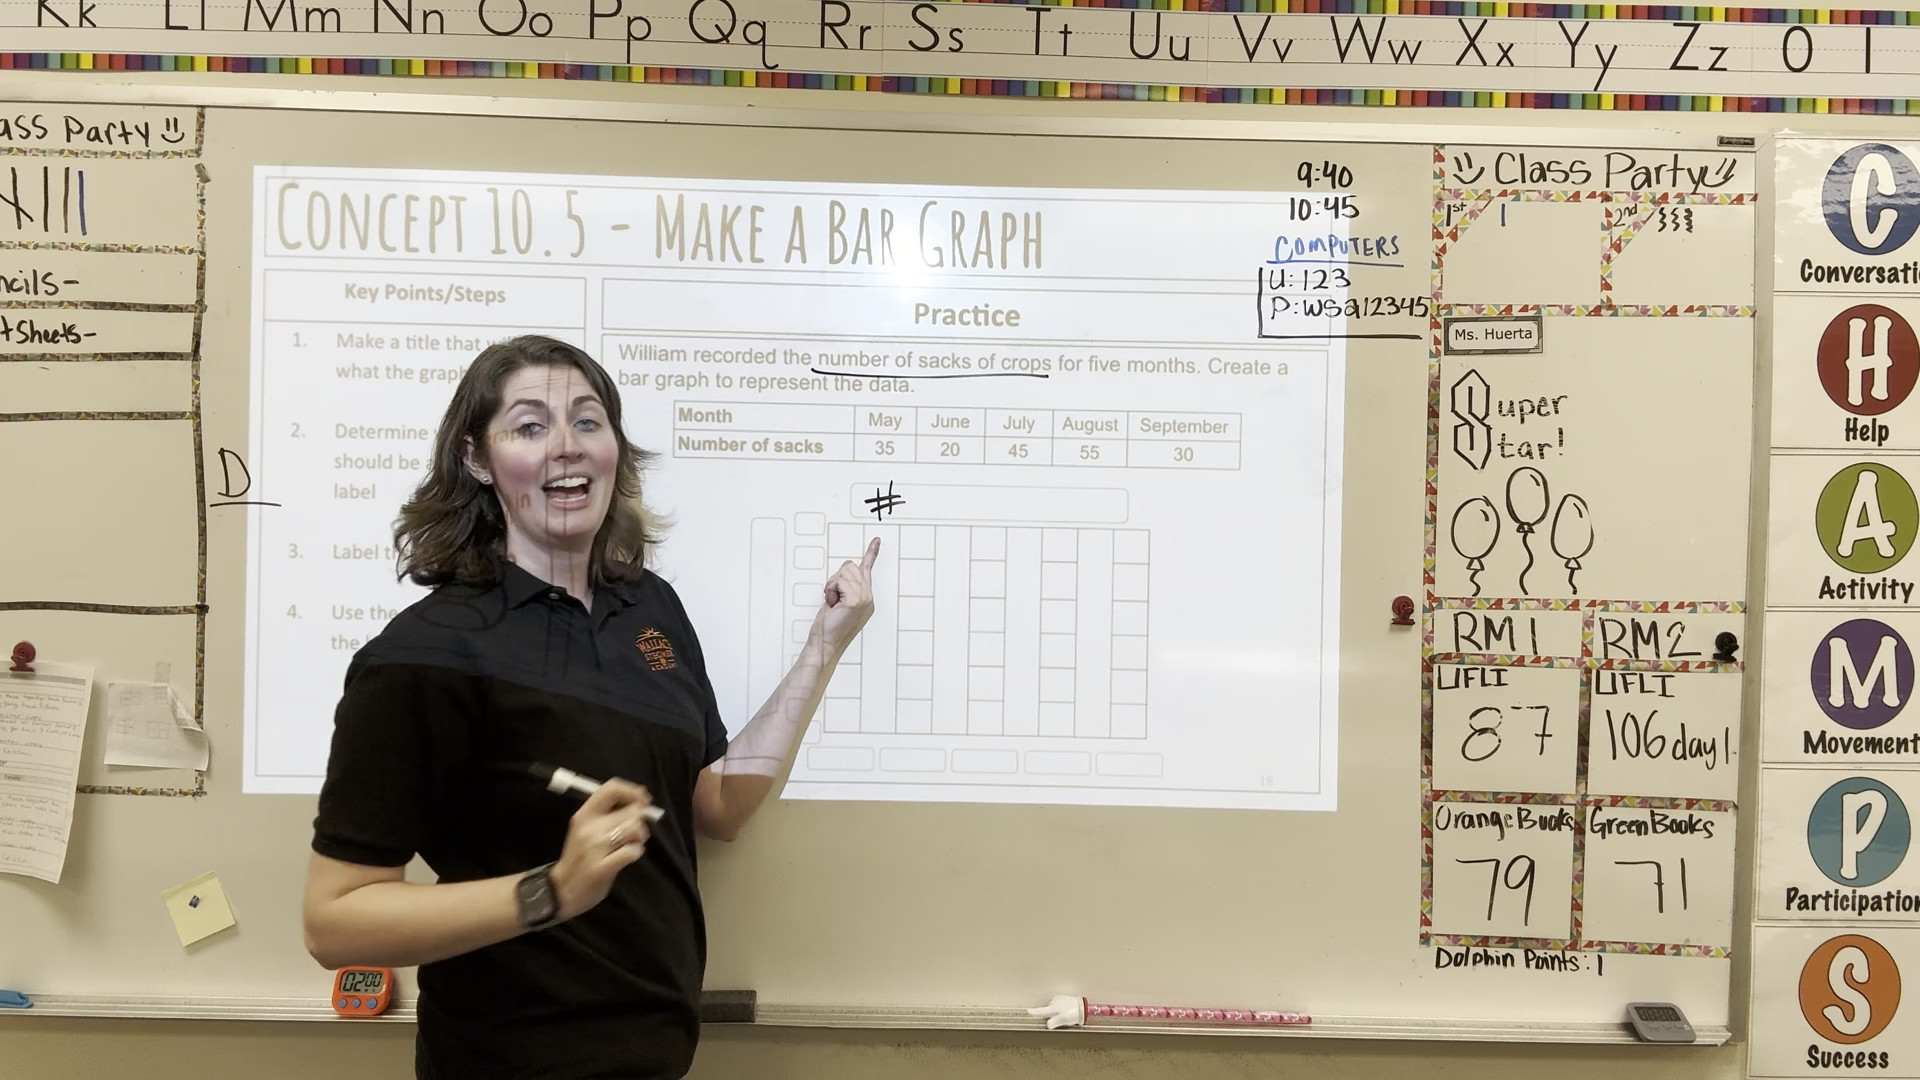 Kk Ll Mm Nn Oo Pp Qq Rr Ss Tt Uu Vv Ww Xx Yy Zz 0 1
ass Party
ncils-
tSheets-
D
CONCEPT 10.5 - MAKE A BAR GRAPH
Key Points/Steps
1. Make a title that
what the graph
2. Determine
should be
label
3. Label
4. Use the
the
Practice
William recorded the number of sacks of crops for five months. Create a
bar graph to represent the data.
Month May June July August September
Number of sacks 35 20 45 55 30
#
18
9:40
10:45
COMPUTERS
U: 123
P: wsa12345
Class Party
1st 2nd
Ms. Huerta
Super
Star!
RM1 RM2
UFLI UFLI
87 106 day 1
Orange Books Green Books
79 71
Dolphin Points: 1
C
Conversati
H
Help
A
Activity
M
Movement
P
Participation
S
Success
WALLACE
STEGNER
ACADEMY
02:00